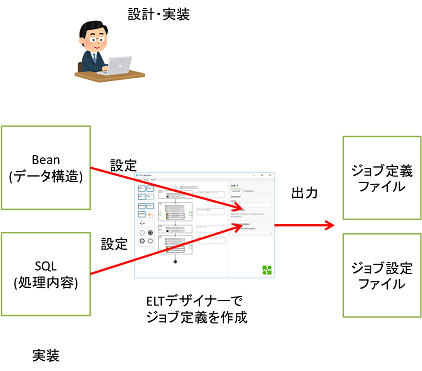 設計・実装
Bean
(データ構造)
設定
設定
SQL
(処理内容)
出力
ジョブ定義
ファイル
ジョブ設定
ファイル
ELTデザイナーで
ジョブ定義を作成
実装